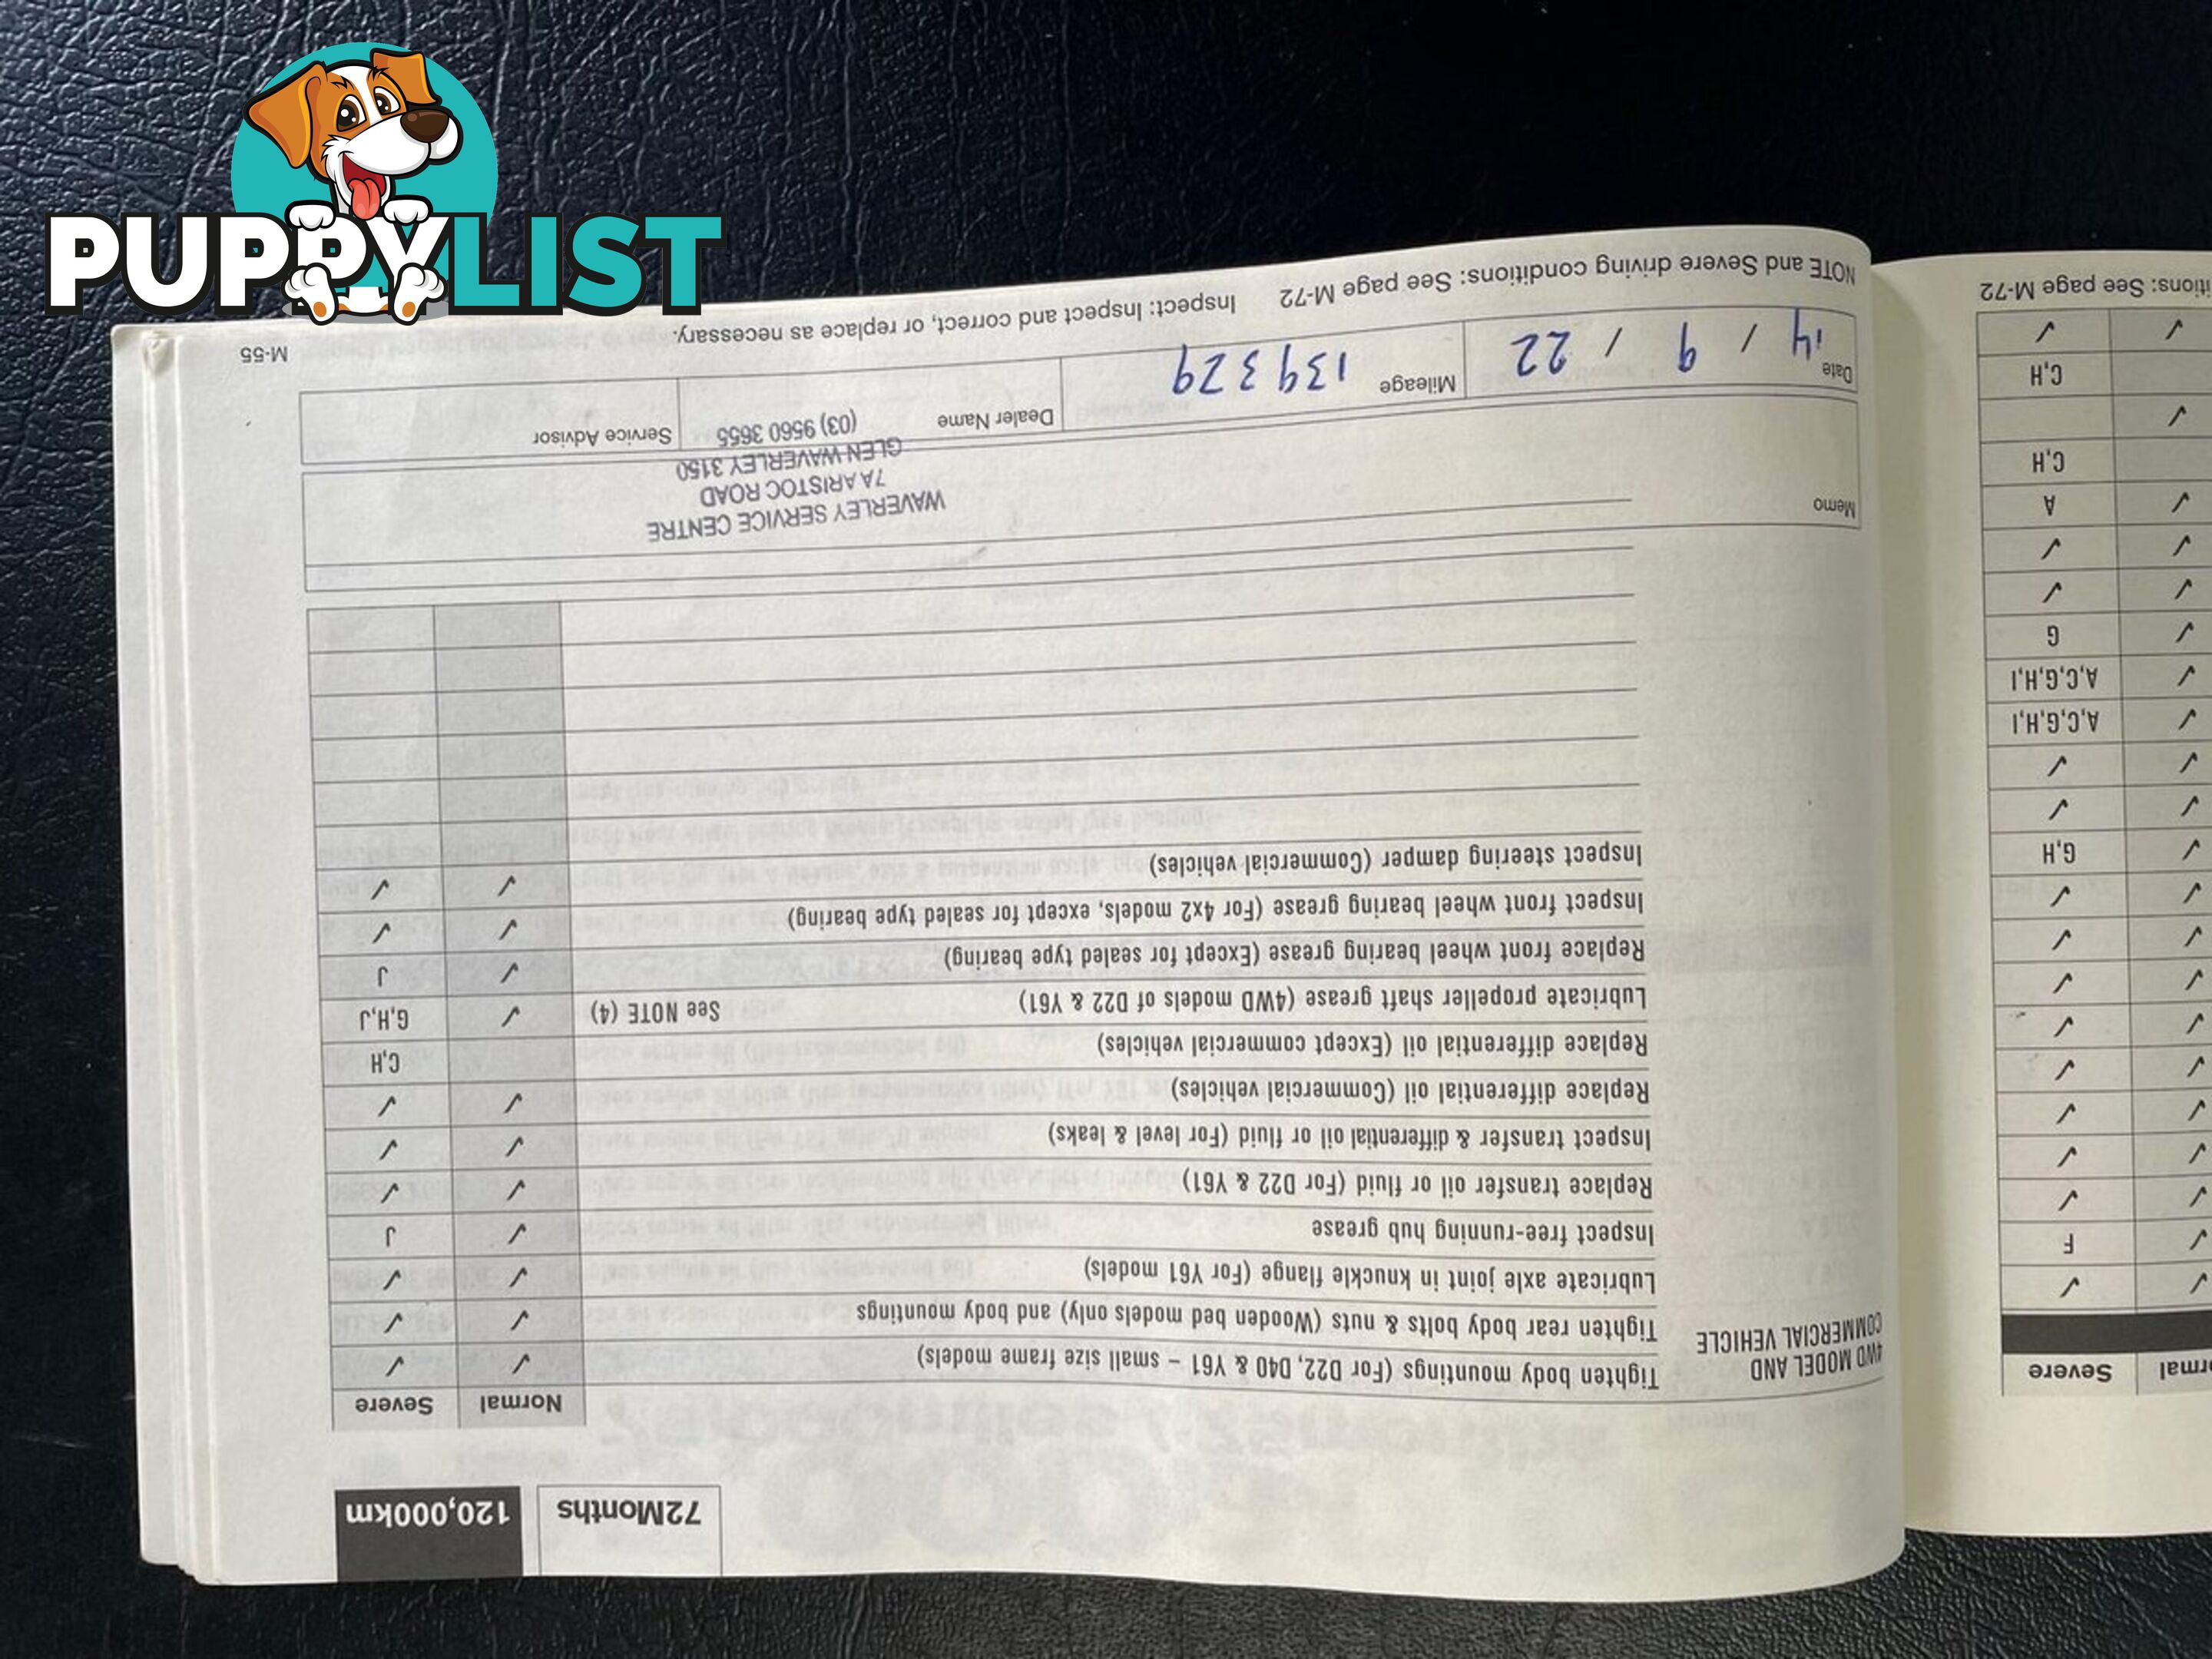 PUPPYLIST
72Months 120,000km
Normal Severe
4WD MODEL AND
COMMERCIAL VEHICLE
Tighten body mountings (For D22, D40 & Y61 – small size frame models) ✓ ✓
Tighten rear body bolts & nuts (Wooden bed models only) and body mountings ✓ ✓
Lubricate axle joint in knuckle flange (For Y61 models) ✓ ✓
Inspect free-running hub grease ✓ J
Replace transfer oil or fluid (For D22 & Y61) ✓ ✓
Inspect transfer & differential oil or fluid (For level & leaks) ✓ ✓
Replace differential oil (Commercial vehicles) ✓ ✓
Replace differential oil (Except commercial vehicles) C,H
Lubricate propeller shaft grease (4WD models of D22 & Y61) See NOTE (4) ✓ G,H,J
Replace front wheel bearing grease (Except for sealed type bearing) ✓ J
Inspect front wheel bearing grease (For 4x2 models, except for sealed type bearing) ✓ ✓
Inspect steering damper (Commercial vehicles) ✓ ✓
Memo
WAVERLEY SERVICE CENTRE
7A ARISTOC ROAD
GLEN WAVERLEY 3150
(03) 9560 3655
Date 14 / 9 / 22 Mileage 139329 Dealer Name Service Advisor
NOTE and Severe driving conditions: See page M-72 Inspect: Inspect and correct, or replace as necessary.
M-55
rmal Severe
✓ ✓
✓ F
✓ ✓
✓ ✓
✓ ✓
✓ ✓
✓ ✓
✓ ✓
✓ ✓
✓ ✓
✓ G,H
✓ ✓
✓ ✓
✓ A,C,G,H,I
✓ A,C,G,H,I
✓ G
✓ ✓
✓ ✓
✓ A
C,H
✓
C,H
✓ ✓
itions: See page M-72